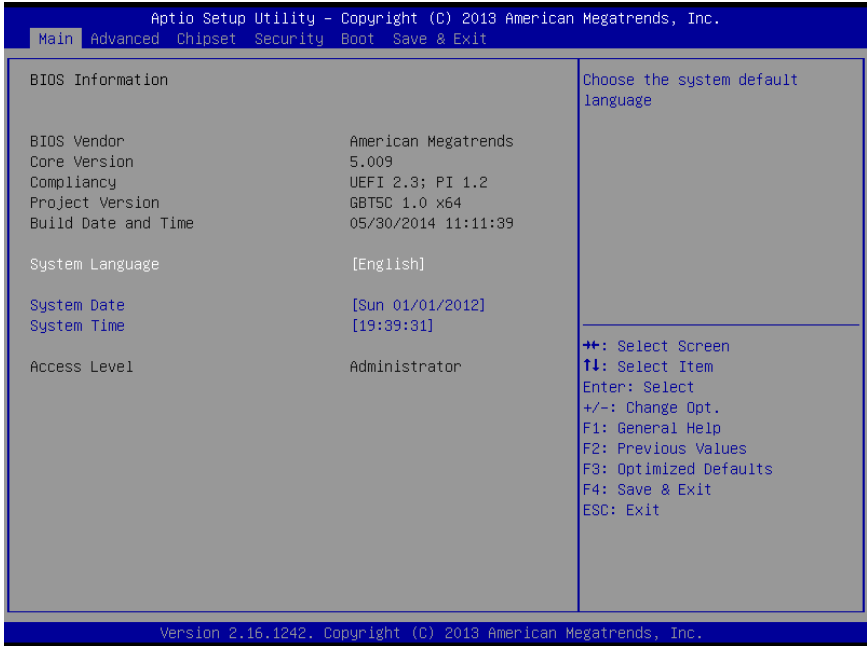 Aptio Setup Utility – Copyright (C) 2013 American Megatrends, Inc.
Main Advanced Chipset Security Boot Save & Exit
BIOS Information
BIOS Vendor American Megatrends
Core Version 5.009
Compliancy UEFI 2.3; PI 1.2
Project Version GBT5C 1.0 x64
Build Date and Time 05/30/2014 11:11:39
System Language [English]
System Date [Sun 01/01/2012]
System Time [19:39:31]
Access Level Administrator
Choose the system default
language
→←: Select Screen
↑↓: Select Item
Enter: Select
+/-: Change Opt.
F1: General Help
F2: Previous Values
F3: Optimized Defaults
F4: Save & Exit
ESC: Exit
Version 2.16.1242. Copyright (C) 2013 American Megatrends, Inc.